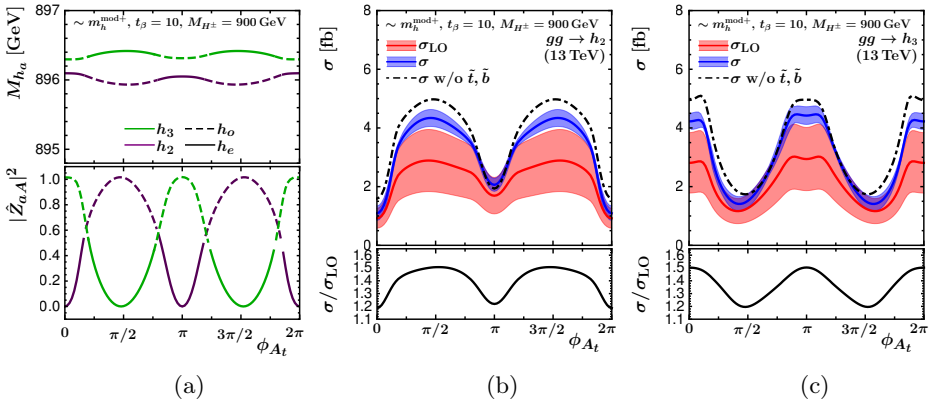 ∼ m_h^mod+, t_β = 10, M_H± = 900 GeV
M_{h_a} [GeV]
897
896
895
h_3
h_o
h_2
h_e
|Ẑ_{aA}|^2
1.0
0.8
0.6
0.4
0.2
0.0
0
π/2
π
3π/2
2π
ϕ_{A_t}
(a)
∼ m_h^mod+, t_β = 10, M_H± = 900 GeV
σ [fb]
8
6
4
2
0
gg → h_2
(13 TeV)
σ_LO
σ
σ w/o t̃, b̃
σ/σ_LO
1.6
1.5
1.4
1.3
1.2
1.1
0
π/2
π
3π/2
2π
ϕ_{A_t}
(b)
∼ m_h^mod+, t_β = 10, M_H± = 900 GeV
σ [fb]
8
6
4
2
0
gg → h_3
(13 TeV)
σ_LO
σ
σ w/o t̃, b̃
σ/σ_LO
1.6
1.5
1.4
1.3
1.2
1.1
0
π/2
π
3π/2
2π
ϕ_{A_t}
(c)